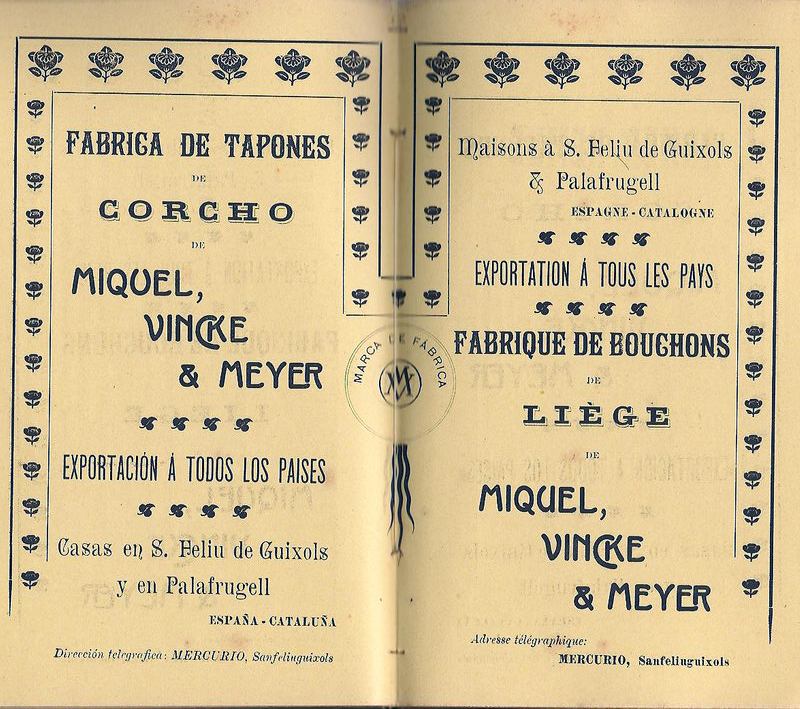 FABRICA DE TAPONES
DE
CORCHO
DE
MIQUEL,
VINCKE
& MEYER
EXPORTACIÓN Á TODOS LOS PAISES
Casas en S. Feliu de Guixols
y en Palafrugell
ESPAÑA - CATALUÑA
Dirección telegrafica: MERCURIO, Sanfeliuguixols
MARCA DE FÁBRICA
Maisons à S. Feliu de Guixols
& Palafrugell
ESPAGNE - CATALOGNE
EXPORTATION Á TOUS LES PAYS
FABRIQUE DE BOUCHONS
DE
LIÈGE
DE
MIQUEL,
VINCKE
& MEYER
Adresse télégraphique:
MERCURIO, Sanfeliuguixols